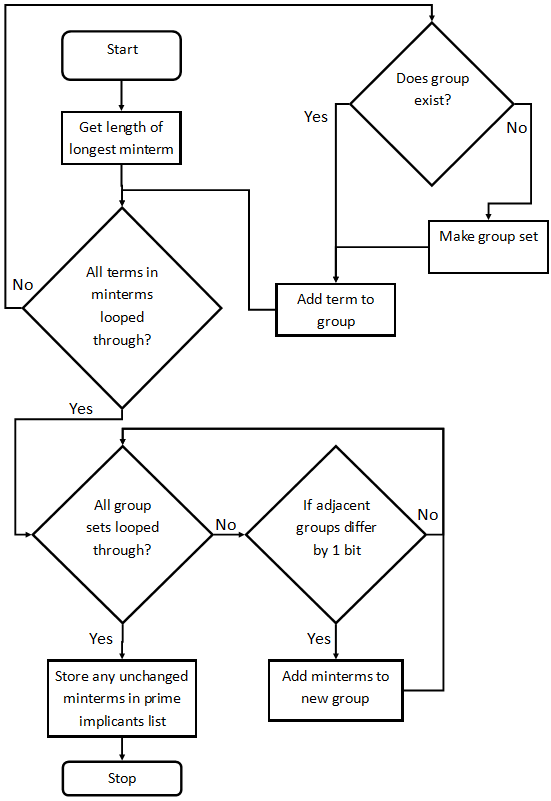 Start
Get length of
longest minterm
All terms in
minterms
looped
through?
No
Yes
Does group
exist?
Yes
No
Make group set
Add term to
group
All group
sets looped
through?
No
Yes
If adjacent
groups differ
by 1 bit
No
Yes
Add minterms to
new group
Store any unchanged
minterms in prime
implicants list
Stop